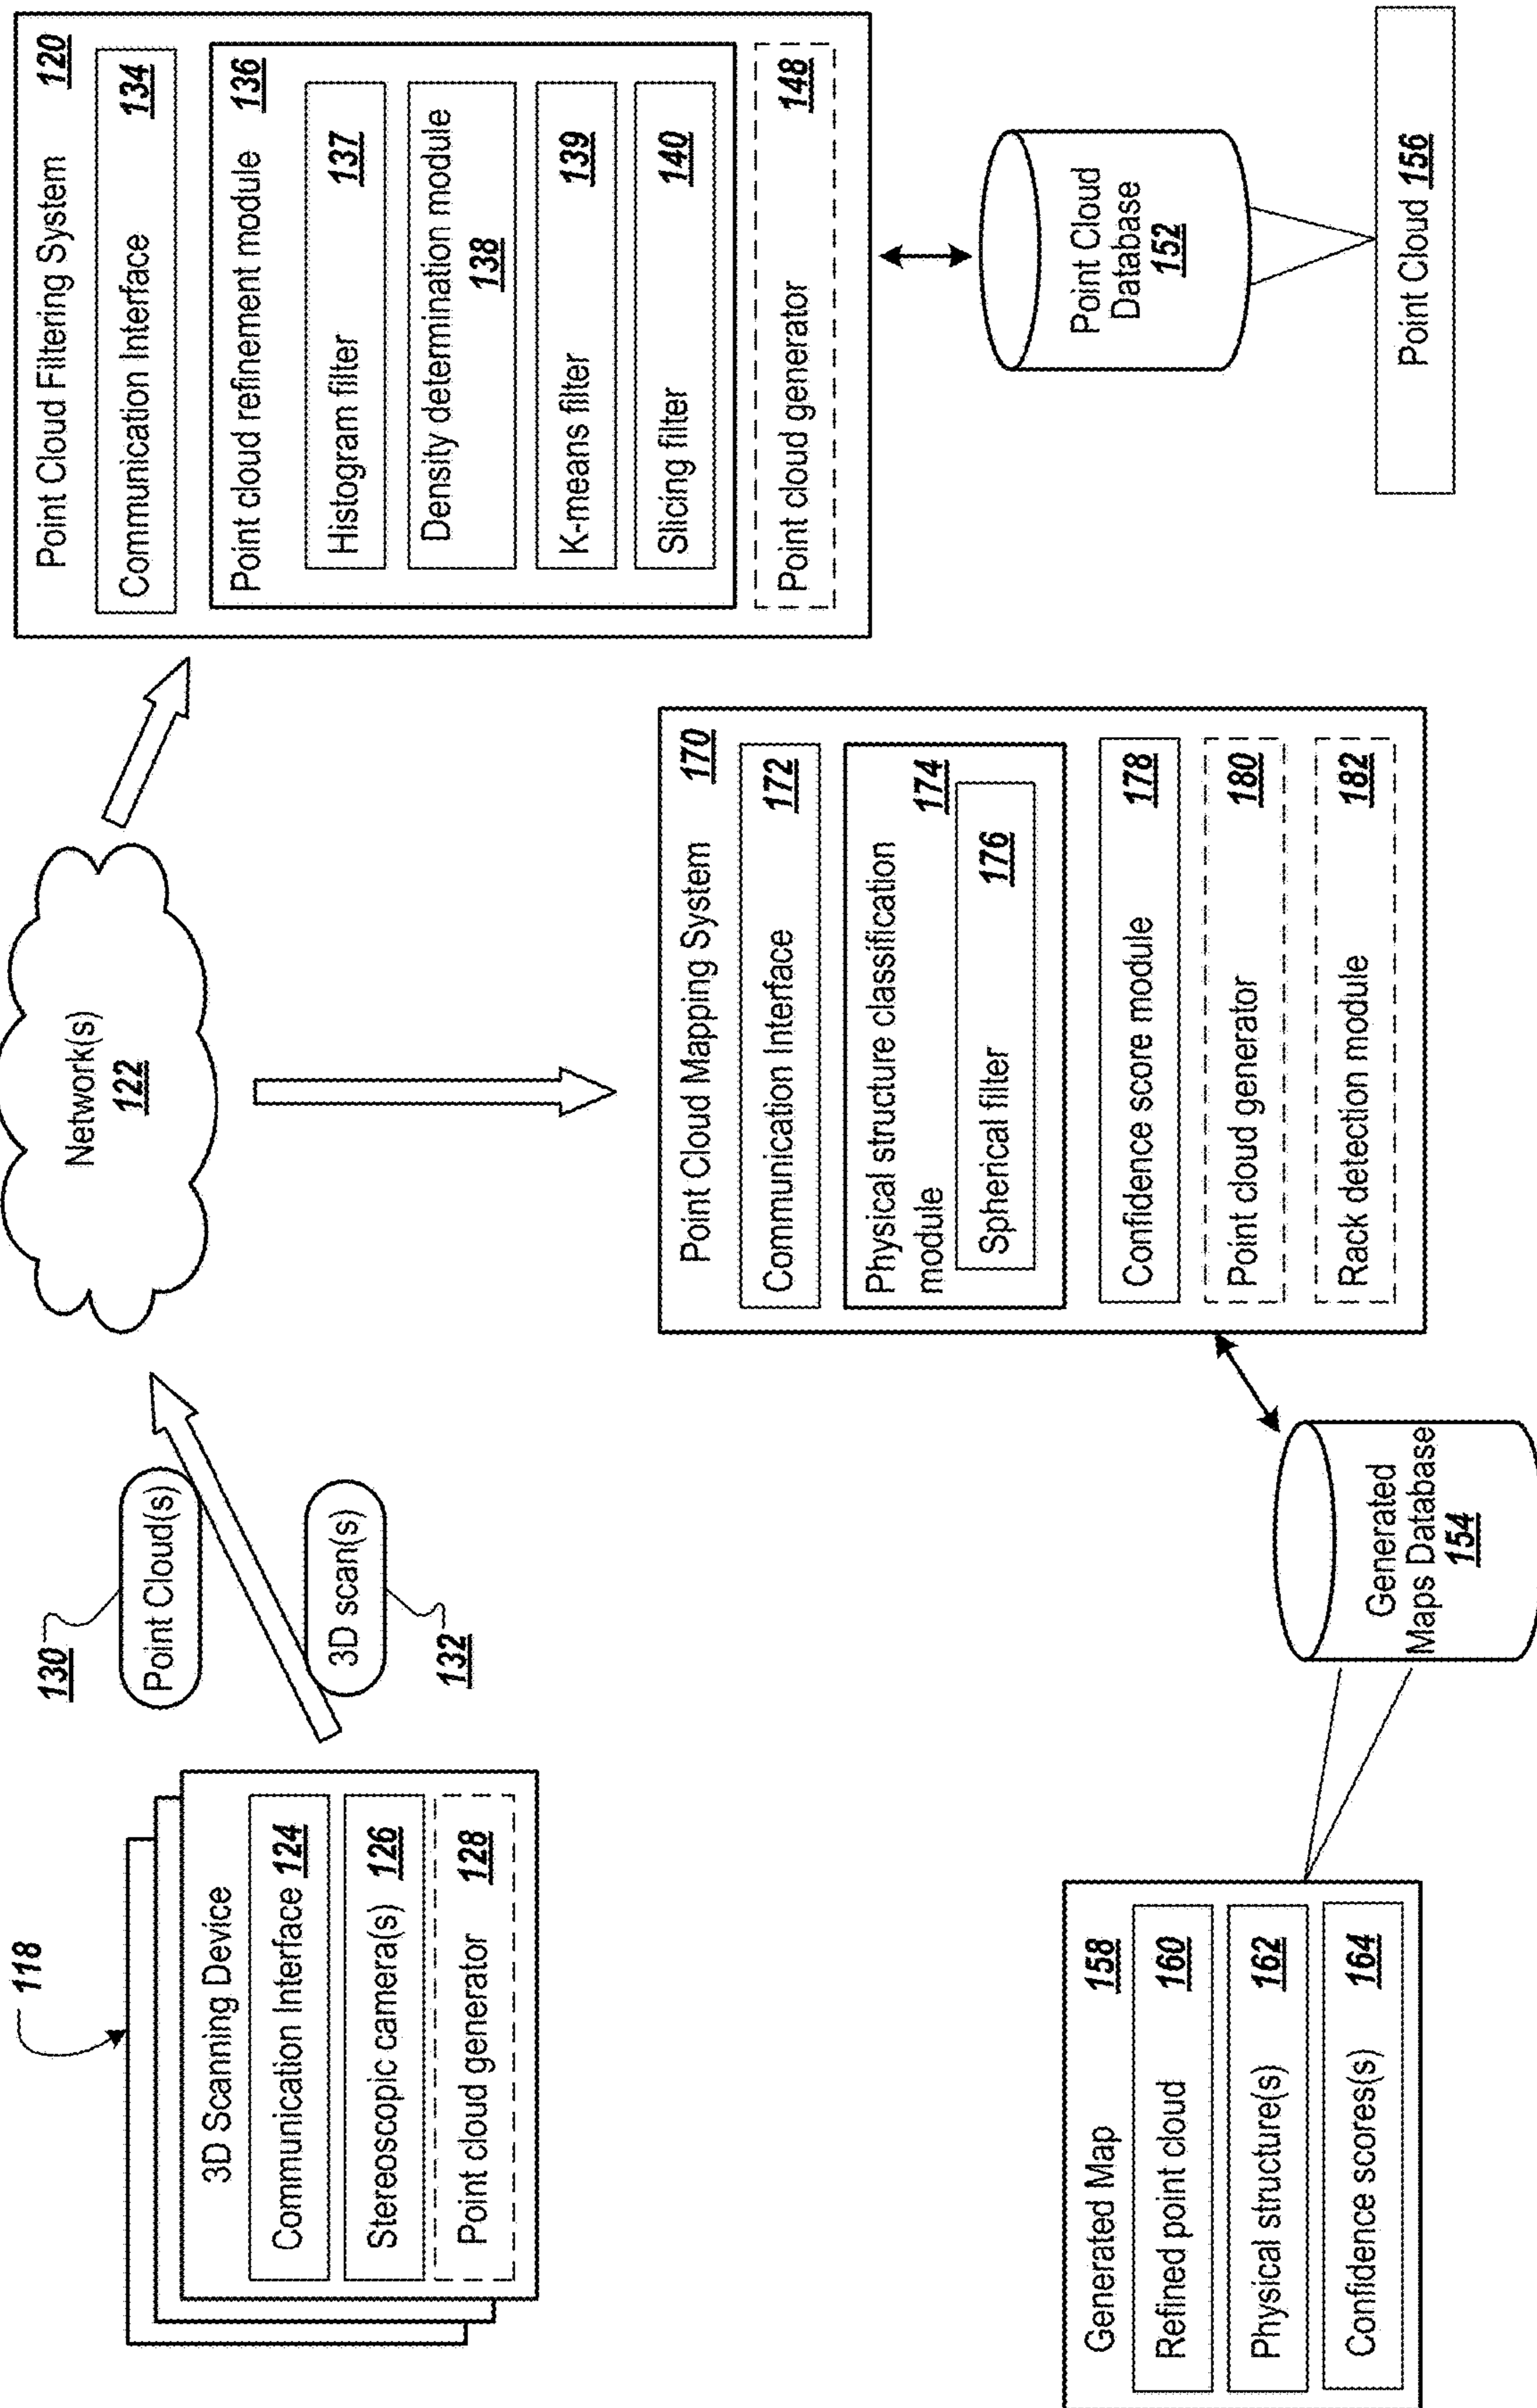 118
3D Scanning Device
Communication Interface 124
Stereoscopic camera(s) 126
Point cloud generator 128
130
Point Cloud(s)
3D scan(s)
132
Network(s)
122
Point Cloud Filtering System 120
Communication Interface 134
Point cloud refinement module 136
Histogram filter 137
Density determination module
138
K-means filter 139
Slicing filter 140
Point cloud generator 148
Point Cloud
Database
152
Point Cloud 156
Point Cloud Mapping System 170
Communication Interface 172
Physical structure classification
module 174
Spherical filter 176
Confidence score module 178
Point cloud generator 180
Rack detection module 182
Generated
Maps Database
154
Generated Map 158
Refined point cloud 160
Physical structure(s) 162
Confidence scores(s) 164